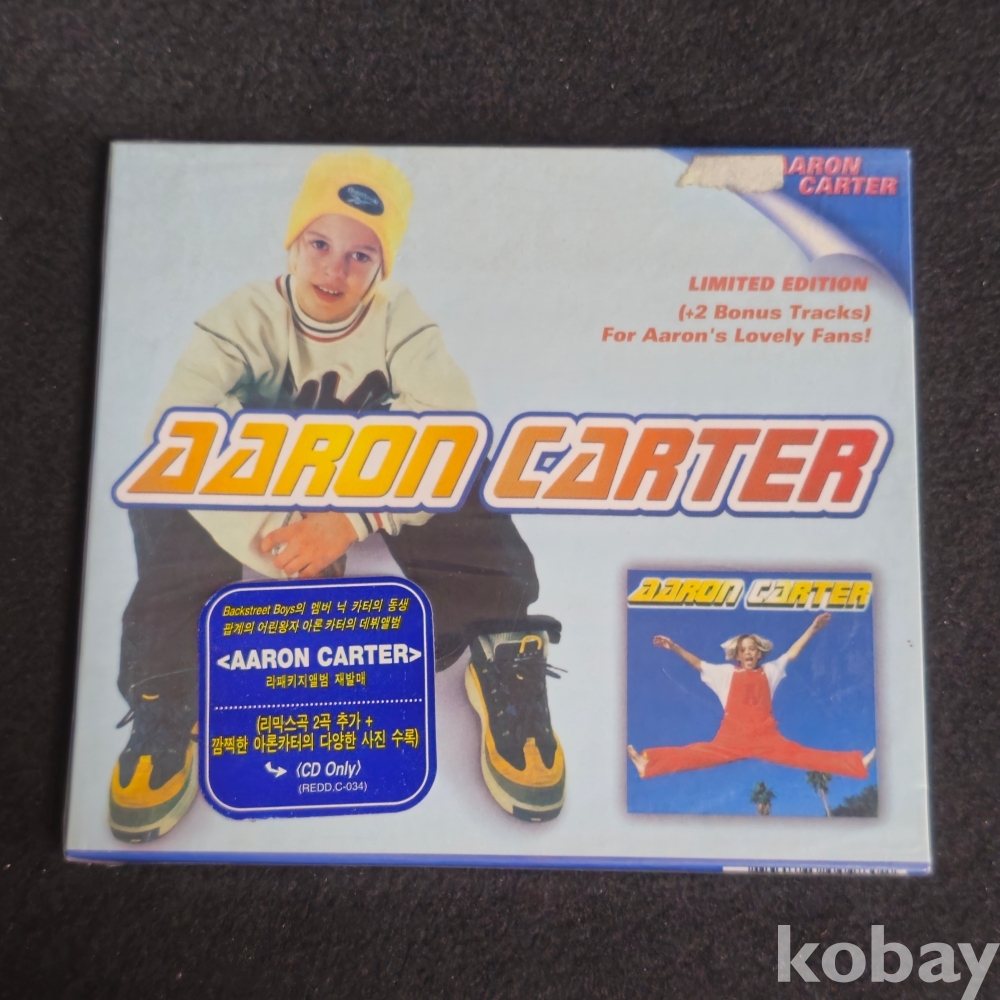 AARON
CARTER
LIMITED EDITION
(+2 Bonus Tracks)
For Aaron's Lovely Fans!
AARON CARTER
Backstreet Boys의 멤버 닉 카터의 동생
팝계의 어린왕자 아론 카터의 데뷔앨범
<AARON CARTER>
리패키지앨범 재발매
(리믹스곡 2곡 추가 +
깜찍한 아론카터의 다양한 사진 수록)
〈CD Only〉
(REDD.C-034)
AARON CARTER
kobay